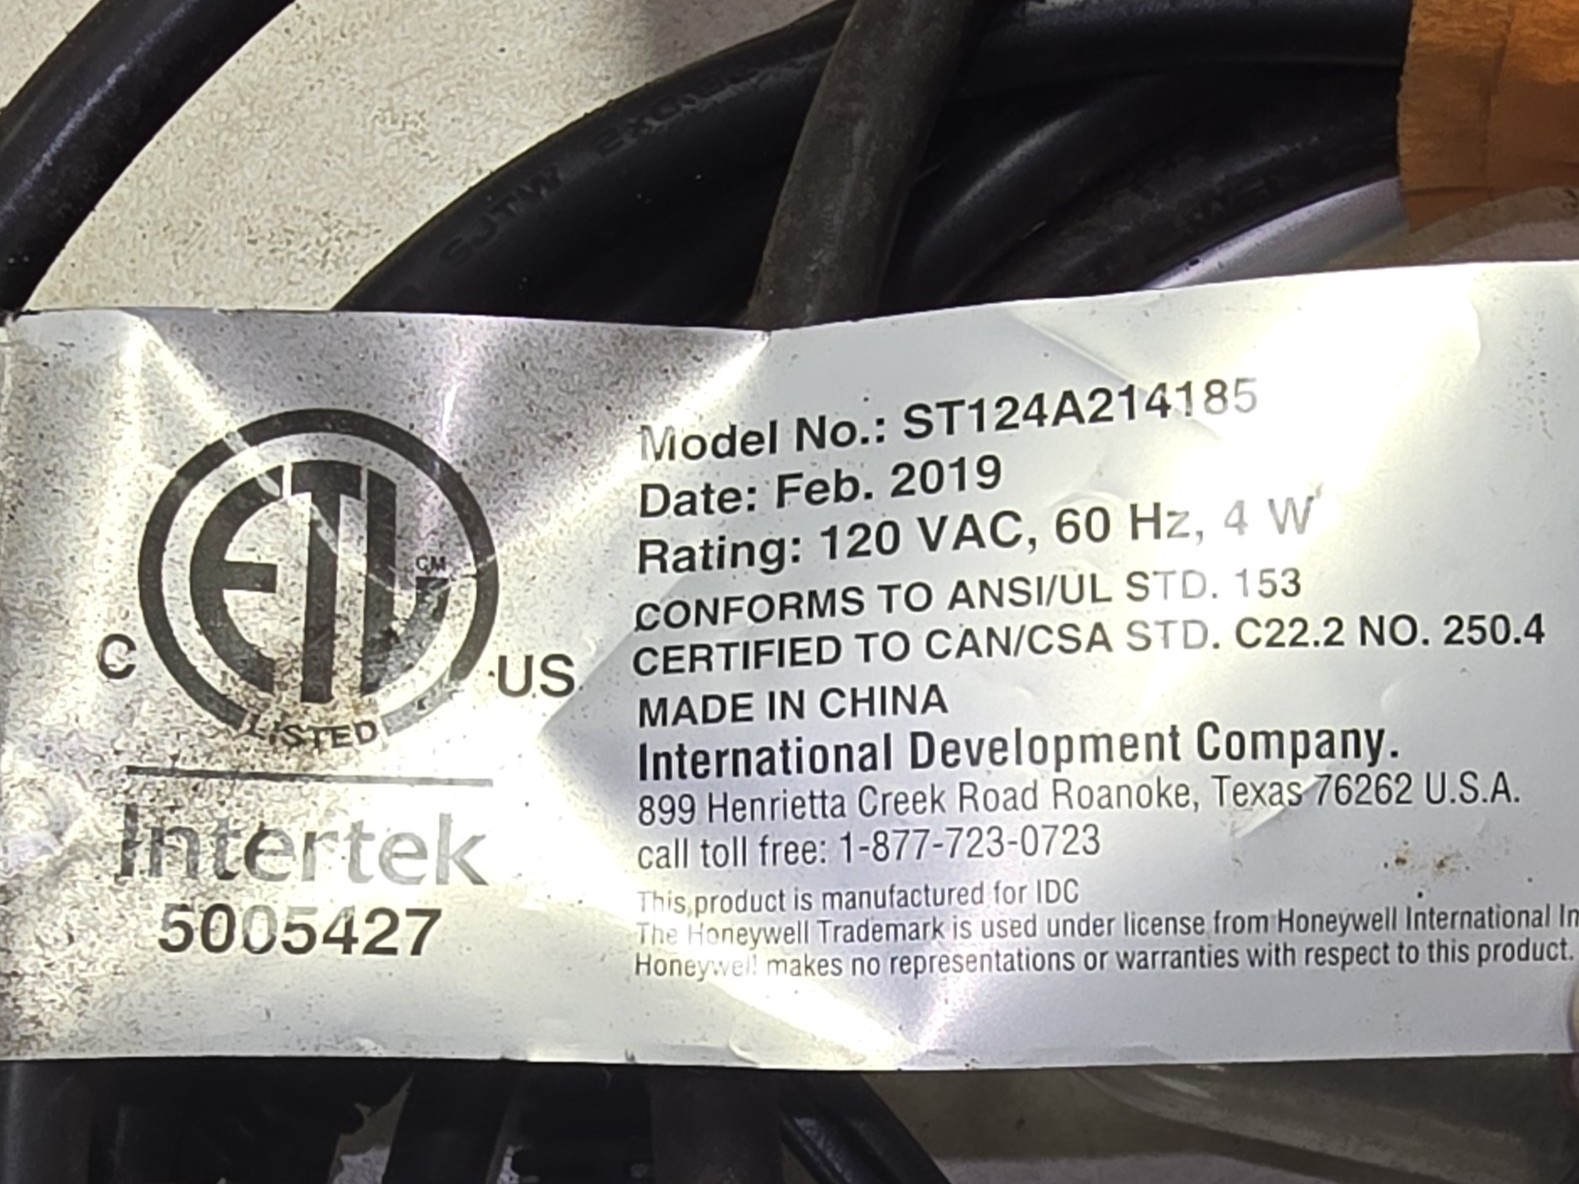 SJTW
Model No.: ST124A214185
Date: Feb. 2019
Rating: 120 VAC, 60 Hz, 4 W
CONFORMS TO ANSI/UL STD. 153
CERTIFIED TO CAN/CSA STD. C22.2 NO. 250.4
MADE IN CHINA
International Development Company.
899 Henrietta Creek Road Roanoke, Texas 76262 U.S.A.
call toll free: 1-877-723-0723
This product is manufactured for IDC
The Honeywell Trademark is used under license from Honeywell International In
Honeywell makes no representations or warranties with respect to this product.
ETL
CM
C
US
LISTED
Intertek
5005427